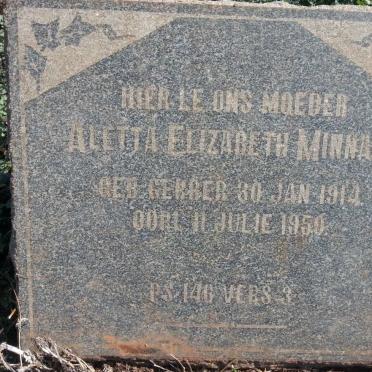 HIER LE ONS MOEDER
ALETTA ELIZABETH MINNA
GEB GERBER 30 JAN 1914
OORL 11 JULIE 1950
PS 146 VERS 3